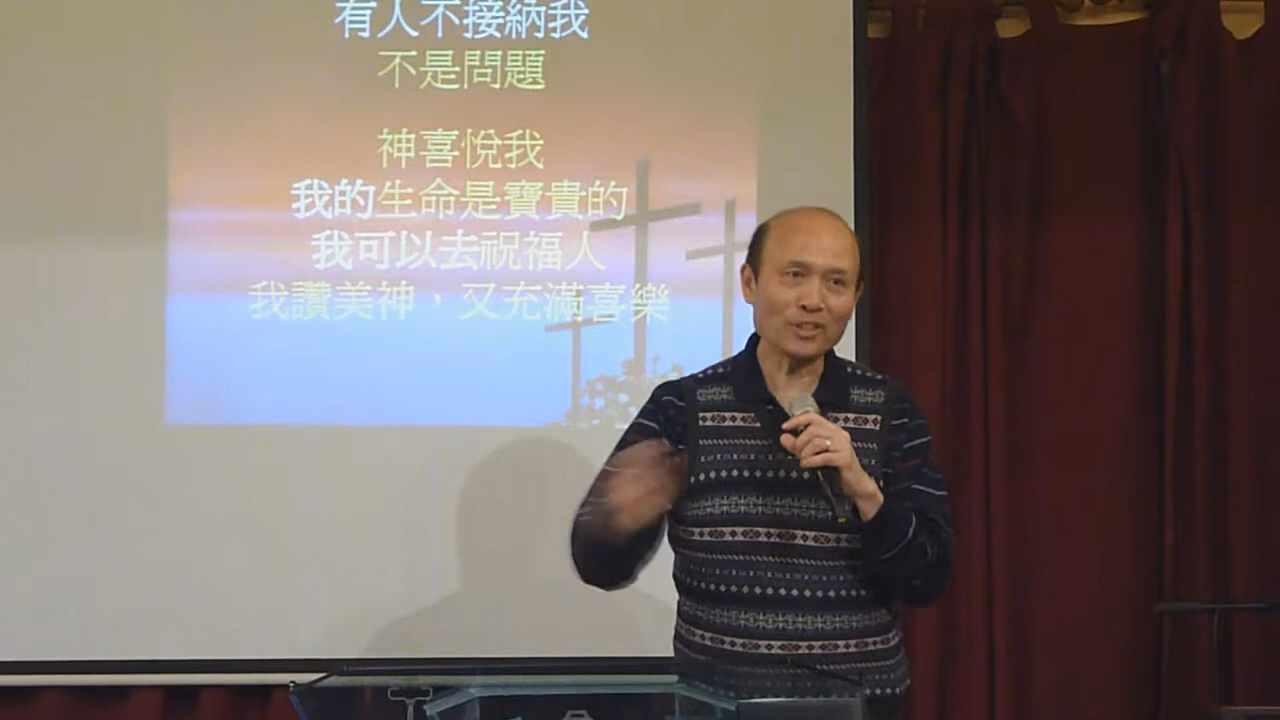 有人不接納我
不是問題
神喜悅我
我的生命是寶貴的
我可以去祝福人
我讚美神，又充滿喜樂